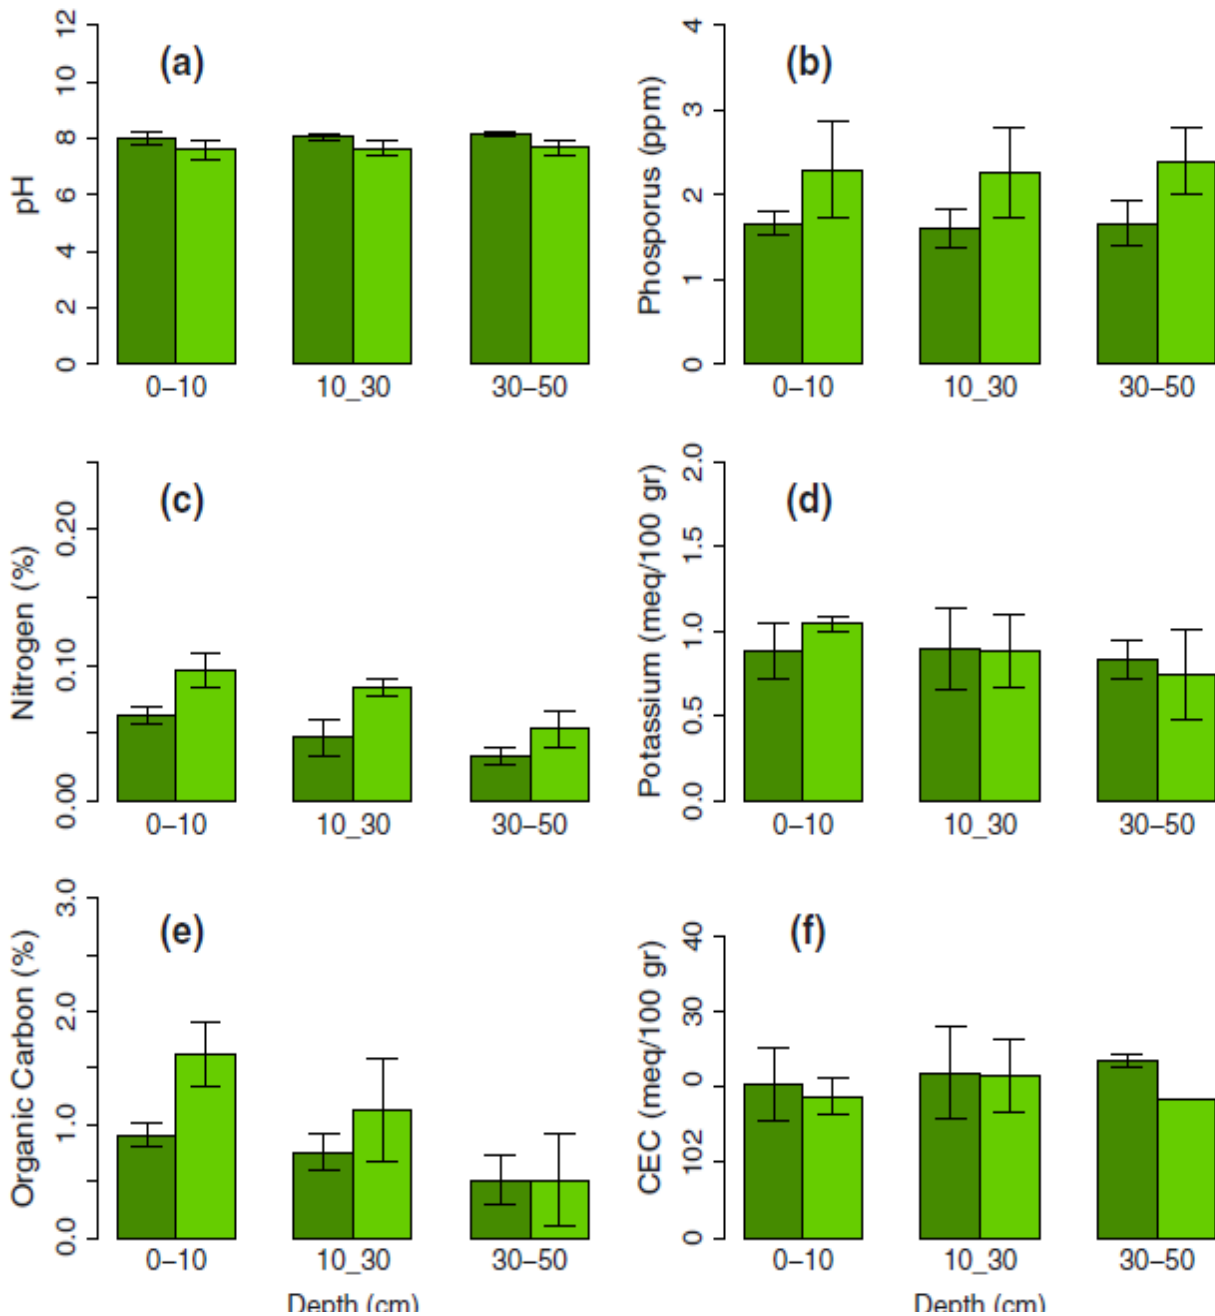 (a)
pH
0 2 4 6 8 10 12
0–10 10_30 30–50
(b)
Phosporus (ppm)
0 1 2 3 4
0–10 10_30 30–50
(c)
Nitrogen (%)
0.00 0.10 0.20
0–10 10_30 30–50
(d)
Potassium (meq/100 gr)
0.0 0.5 1.0 1.5 2.0
0–10 10_30 30–50
(e)
Organic Carbon (%)
0.0 1.0 2.0 3.0
0–10 10_30 30–50
Depth (cm)
(f)
CEC (meq/100 gr)
0 102 0 30 40
0–10 10_30 30–50
Depth (cm)